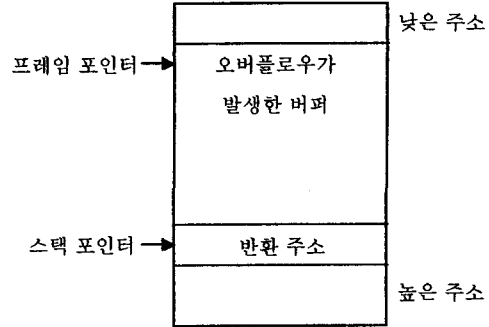 낮은 주소
프레임 포인터
오버플로우가
발생한 버퍼
스택 포인터
반환 주소
높은 주소